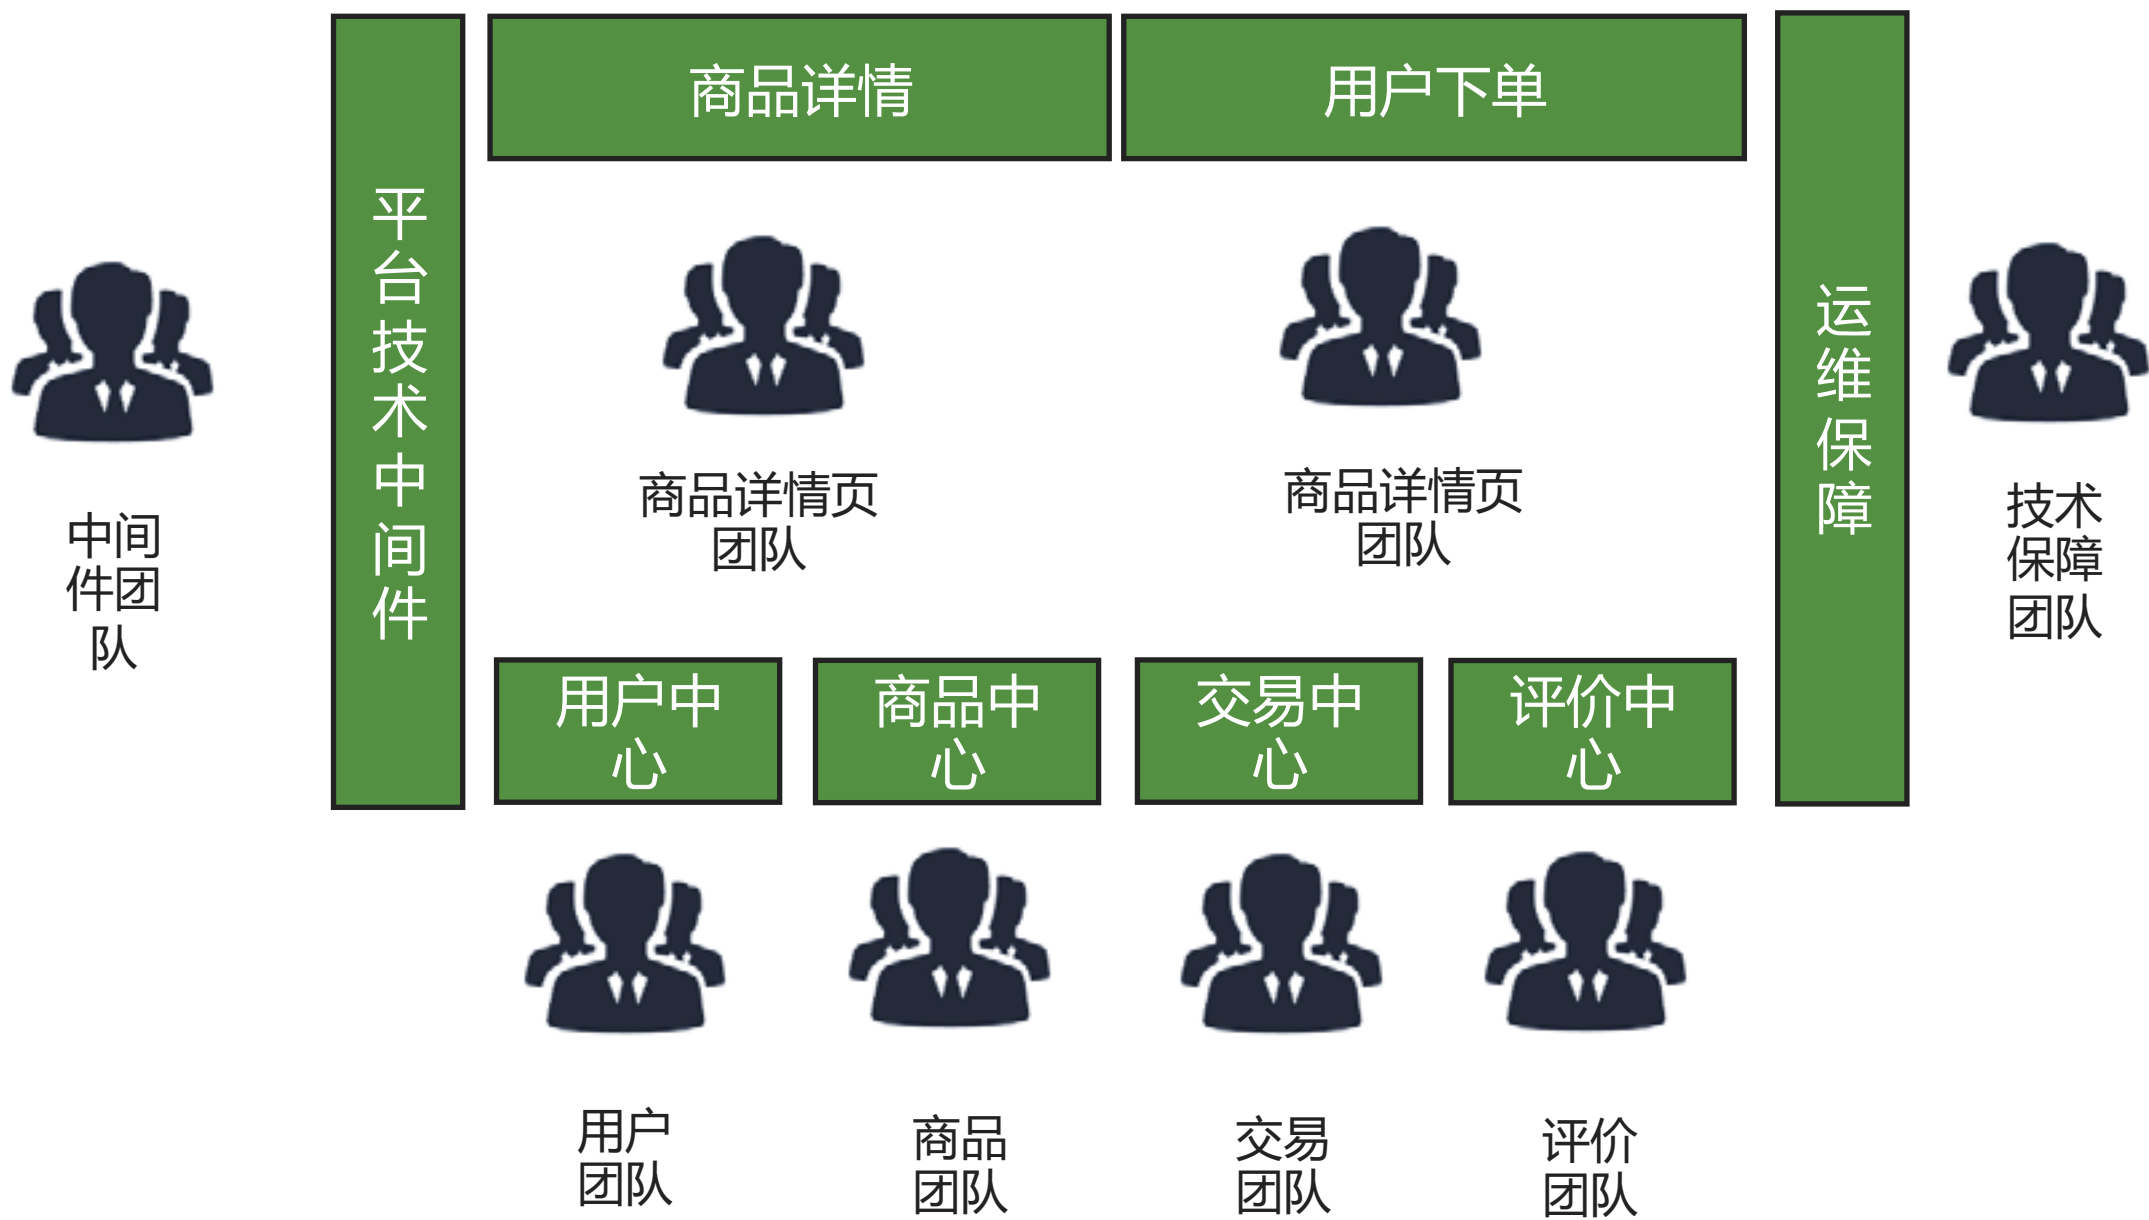 商品详情
用户下单
平
台
技
术
中
间
件
运
维
保
障
中间
件团
队
商品详情页
团队
商品详情页
团队
技术
保障
团队
用户中
心
商品中
心
交易中
心
评价中
心
用户
团队
商品
团队
交易
团队
评价
团队